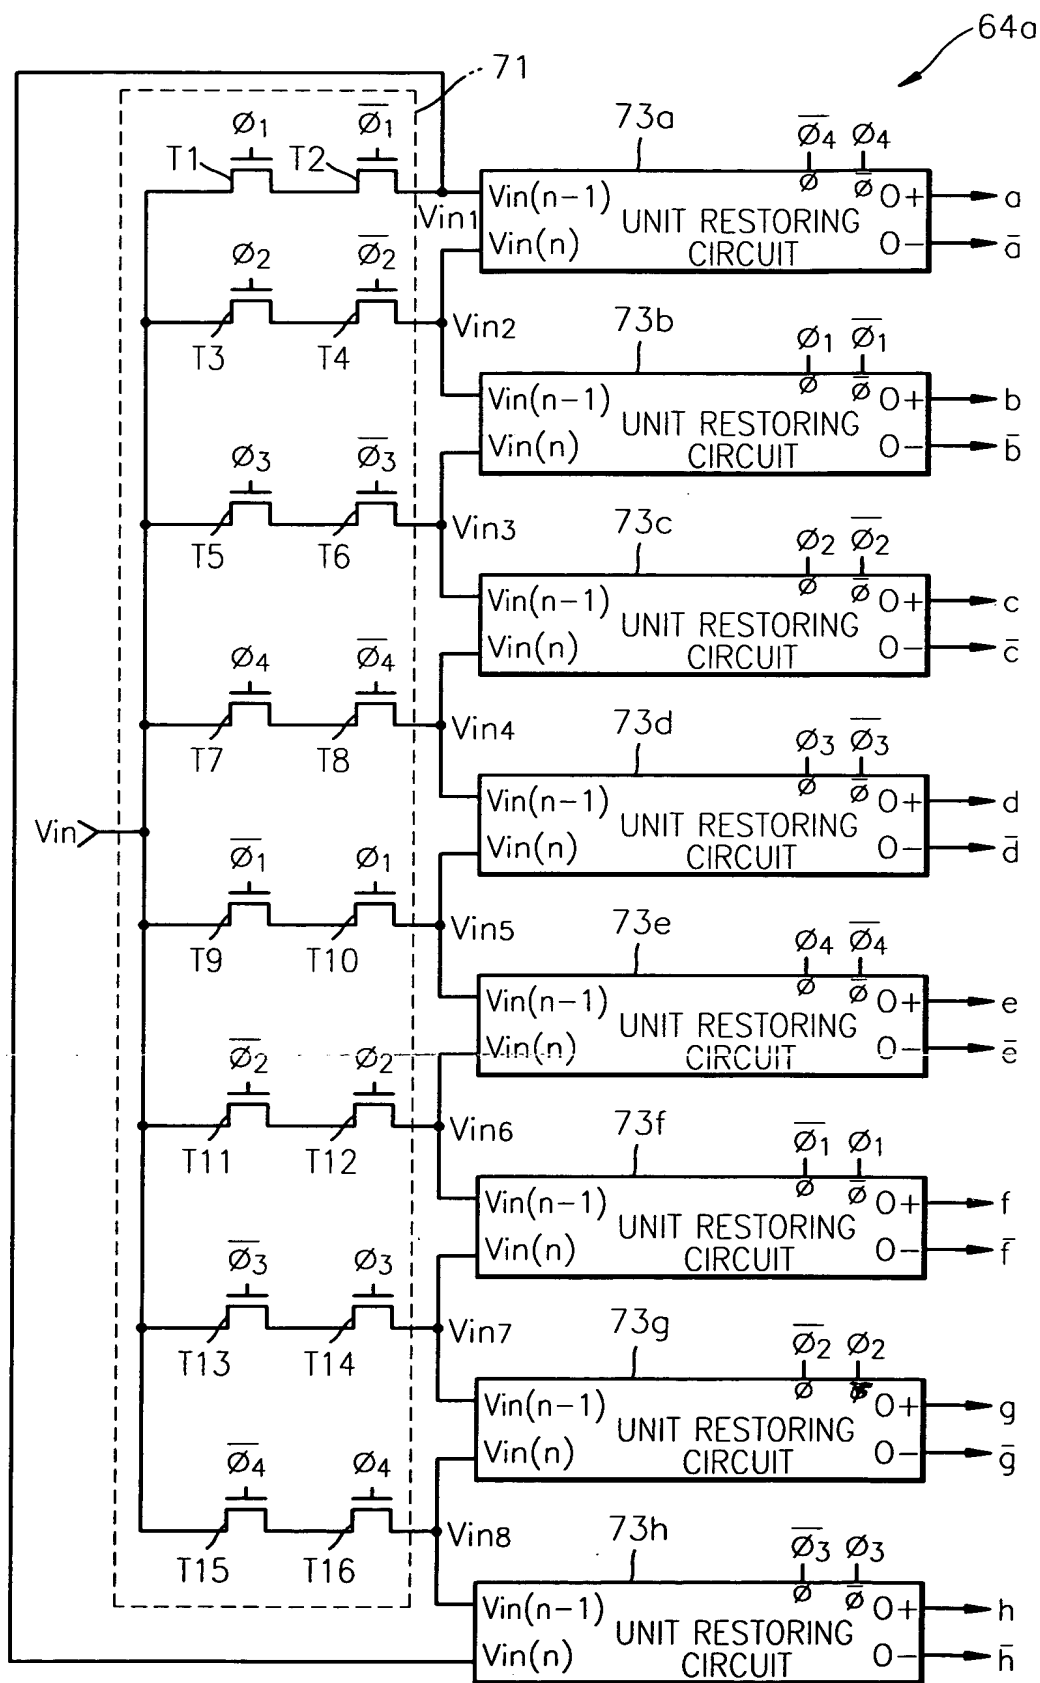 64a
71
Ø1 Ø̅1̅
T1 T2
Vin1
73a
Ø̅4̅ Ø4
Ø Ø̅
Vin(n-1) O+ a
UNIT RESTORING
Vin(n) O- a̅
CIRCUIT
Ø2 Ø̅2̅
T3 T4
Vin2
73b
Ø1 Ø̅1̅
Ø Ø̅
Vin(n-1) O+ b
UNIT RESTORING
Vin(n) O- b̅
CIRCUIT
Ø3 Ø̅3̅
T5 T6
Vin3
73c
Ø2 Ø̅2̅
Ø Ø̅
Vin(n-1) O+ c
UNIT RESTORING
Vin(n) O- c̅
CIRCUIT
Ø4 Ø̅4̅
T7 T8
Vin4
73d
Ø3 Ø̅3̅
Ø Ø̅
Vin(n-1) O+ d
UNIT RESTORING
Vin(n) O- d̅
CIRCUIT
Vin
Ø̅1̅ Ø1
T9 T10
Vin5
73e
Ø4 Ø̅4̅
Ø Ø̅
Vin(n-1) O+ e
UNIT RESTORING
Vin(n) O- e̅
CIRCUIT
Ø̅2̅ Ø2
T11 T12
Vin6
73f
Ø̅1̅ Ø1
Ø Ø̅
Vin(n-1) O+ f
UNIT RESTORING
Vin(n) O- f̅
CIRCUIT
Ø̅3̅ Ø3
T13 T14
Vin7
73g
Ø̅2̅ Ø2
Ø
Vin(n-1) O+ g
UNIT RESTORING
Vin(n) O- g̅
CIRCUIT
Ø̅4̅ Ø4
T15 T16
Vin8
73h
Ø̅3̅ Ø3
Ø Ø̅
Vin(n-1) O+ h
UNIT RESTORING
Vin(n) O- h̅
CIRCUIT